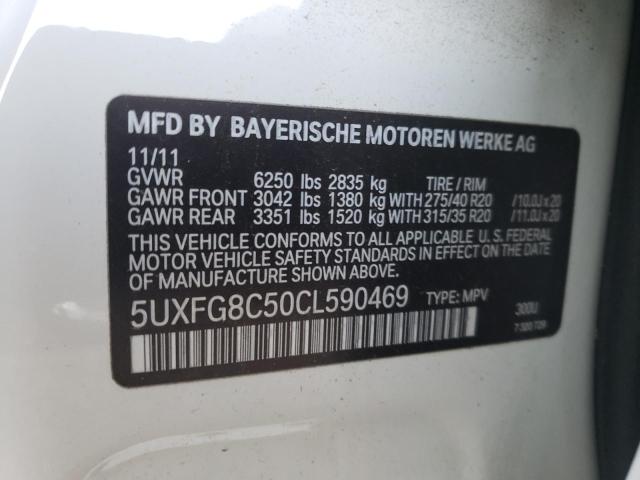 MFD BY BAYERISCHE MOTOREN WERKE AG
11/11
GVWR 6250 lbs 2835 kg TIRE / RIM
GAWR FRONT 3042 lbs 1380 kg WITH 275/40 R20 /10.0J x 20
GAWR REAR 3351 lbs 1520 kg WITH 315/35 R20 /11.0J x 20
THIS VEHICLE CONFORMS TO ALL APPLICABLE U.S. FEDERAL
MOTOR VEHICLE SAFETY STANDARDS IN EFFECT ON THE DATE
OF MANUFACTURE SHOWN ABOVE.
5UXFG8C50CL590469 TYPE: MPV 300U
7 320 729